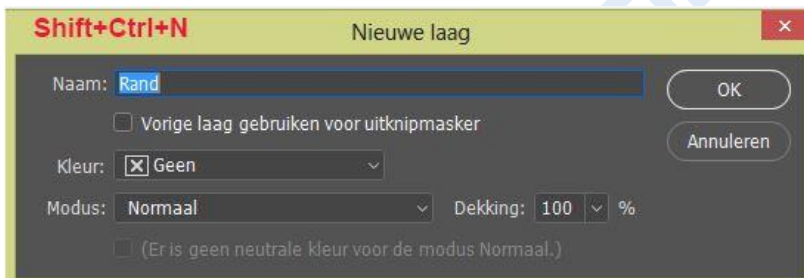 Shift+Ctrl+N Nieuwe laag
Naam: Rand OK
Vorige laag gebruiken voor uitknipmasker
Annuleren
Kleur: Geen
Modus: Normaal Dekking: 100 %
(Er is geen neutrale kleur voor de modus Normaal.)